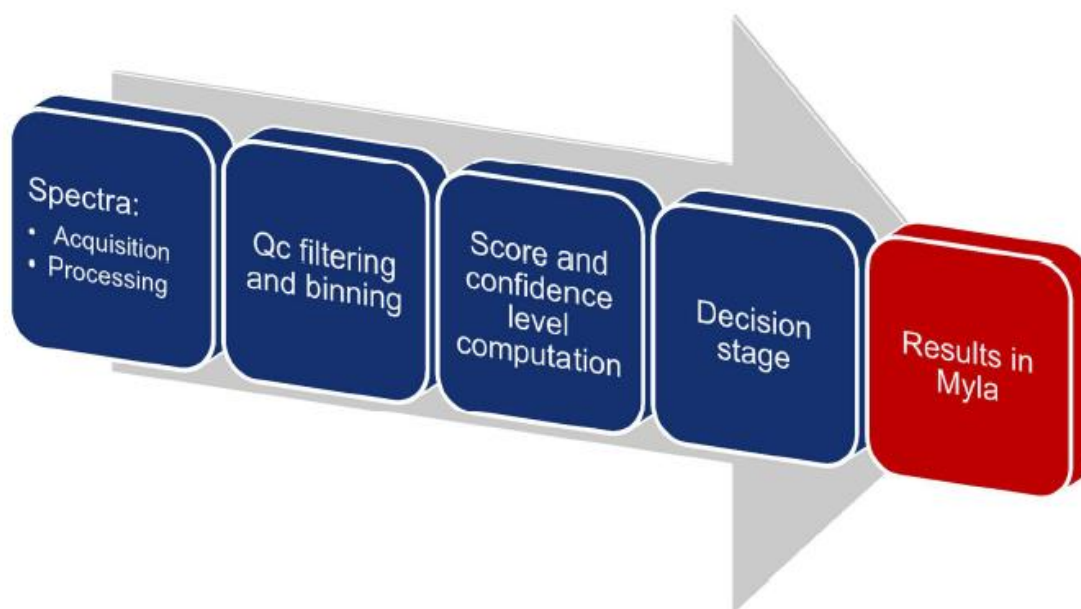 Spectra:
• Acquisition
• Processing
Qc filtering
and binning
Score and
confidence
level
computation
Decision
stage
Results in
Myla